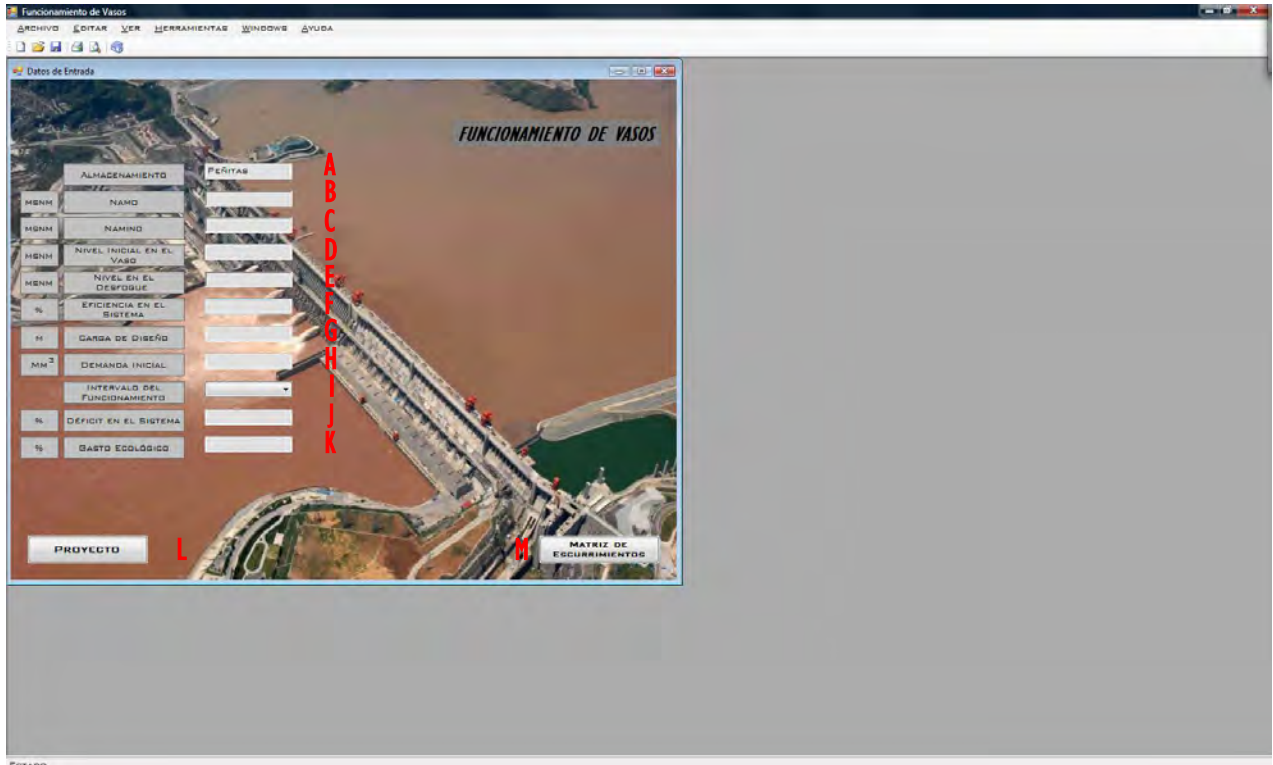 Funcionamiento de Vasos
ARCHIVO EDITAR VER HERRAMIENTAS WINDOWS AYUDA
Datos de Entrada
FUNCIONAMIENTO DE VASOS
ALMACENAMIENTO PEÑITAS A
MSNM NAMO B
MSNM NAMINO C
MSNM NIVEL INICIAL EN EL VASO D
MSNM NIVEL EN EL DESFOGUE E
% EFICIENCIA EN EL SISTEMA F
M CARGA DE DISEÑO G
MM³ DEMANDA INICIAL H
INTERVALO DEL FUNCIONAMIENTO I
% DÉFICIT EN EL SISTEMA J
% GASTO ECOLÓGICO K
PROYECTO L M MATRIZ DE ESCURRIMIENTOS
ESTADO